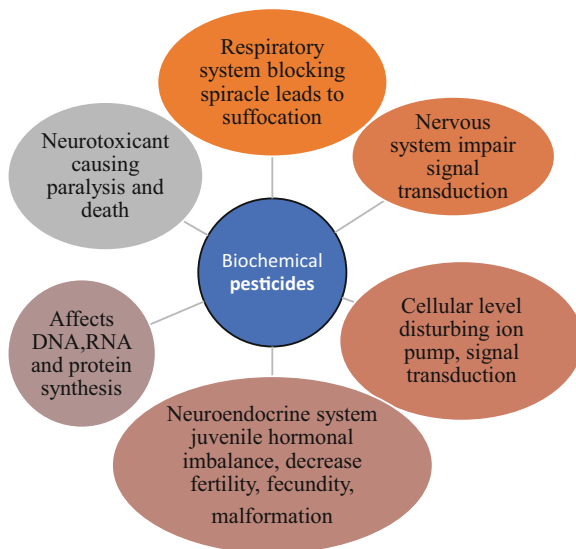 Respiratory
system blocking
spiracle leads to
suffocation
Nervous
system impair
signal
transduction
Neurotoxicant
causing
paralysis and
death
Biochemical
pesticides
Cellular level
disturbing ion
pump, signal
transduction
Affects
DNA,RNA
and protein
synthesis
Neuroendocrine system
juvenile hormonal
imbalance, decrease
fertility, fecundity,
malformation